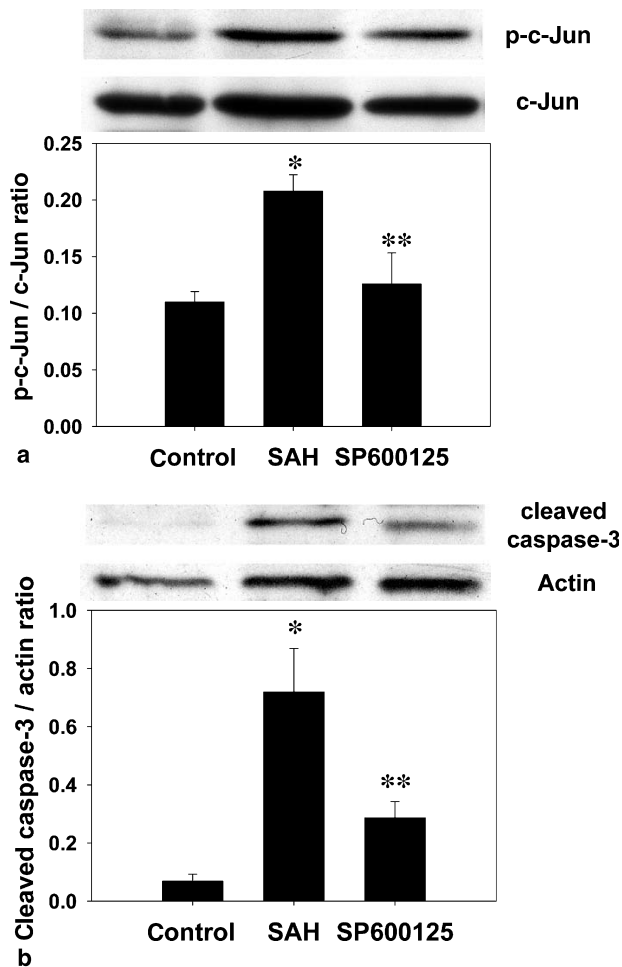 p-c-Jun
c-Jun
0.25
0.20
0.15
0.10
0.05
0.00
p-c-Jun / c-Jun ratio
*
**
Control SAH SP600125
a
cleaved
caspase-3
Actin
1.0
0.8
0.6
0.4
0.2
0.0
Cleaved caspase-3 / actin ratio
*
**
Control SAH SP600125
b